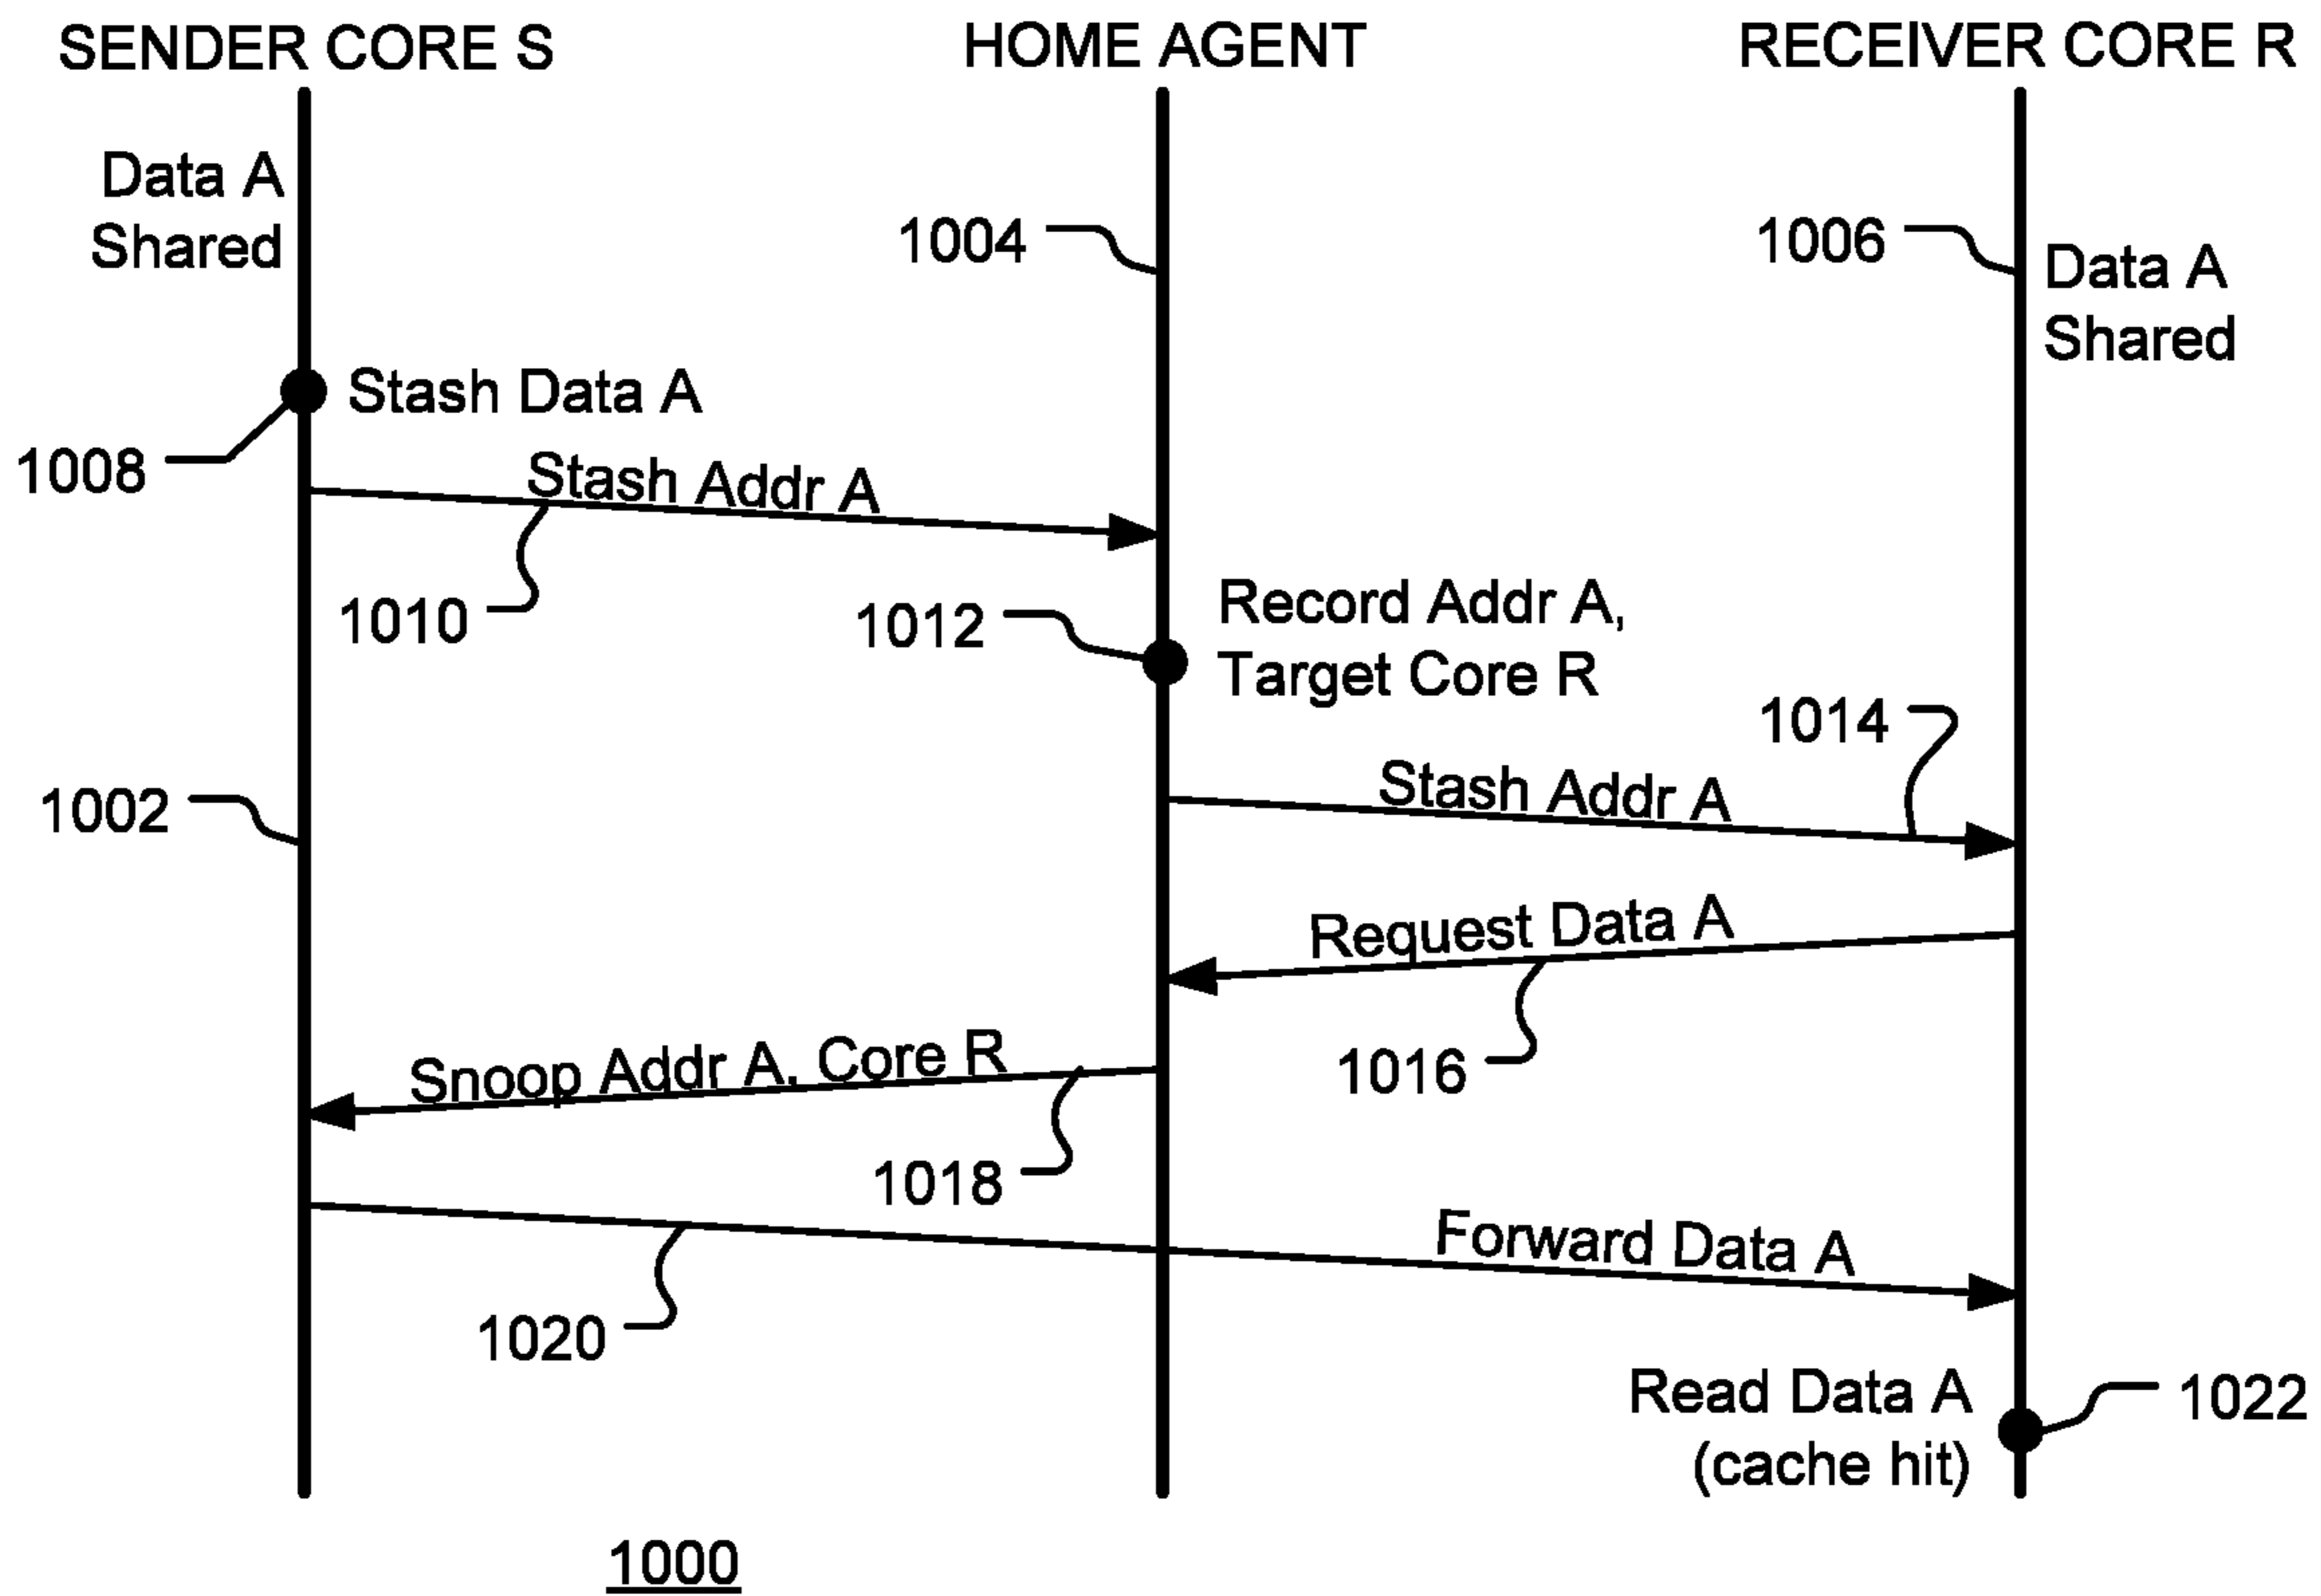 SENDER CORE S
HOME AGENT
RECEIVER CORE R
Data A
Shared
1004
1006
Data A
Shared
Stash Data A
1008
Stash Addr A
1010
1012
Record Addr A,
Target Core R
1014
1002
Stash Addr A
Request Data A
1016
Snoop Addr A, Core R
1018
Forward Data A
1020
Read Data A
(cache hit)
1022
1000